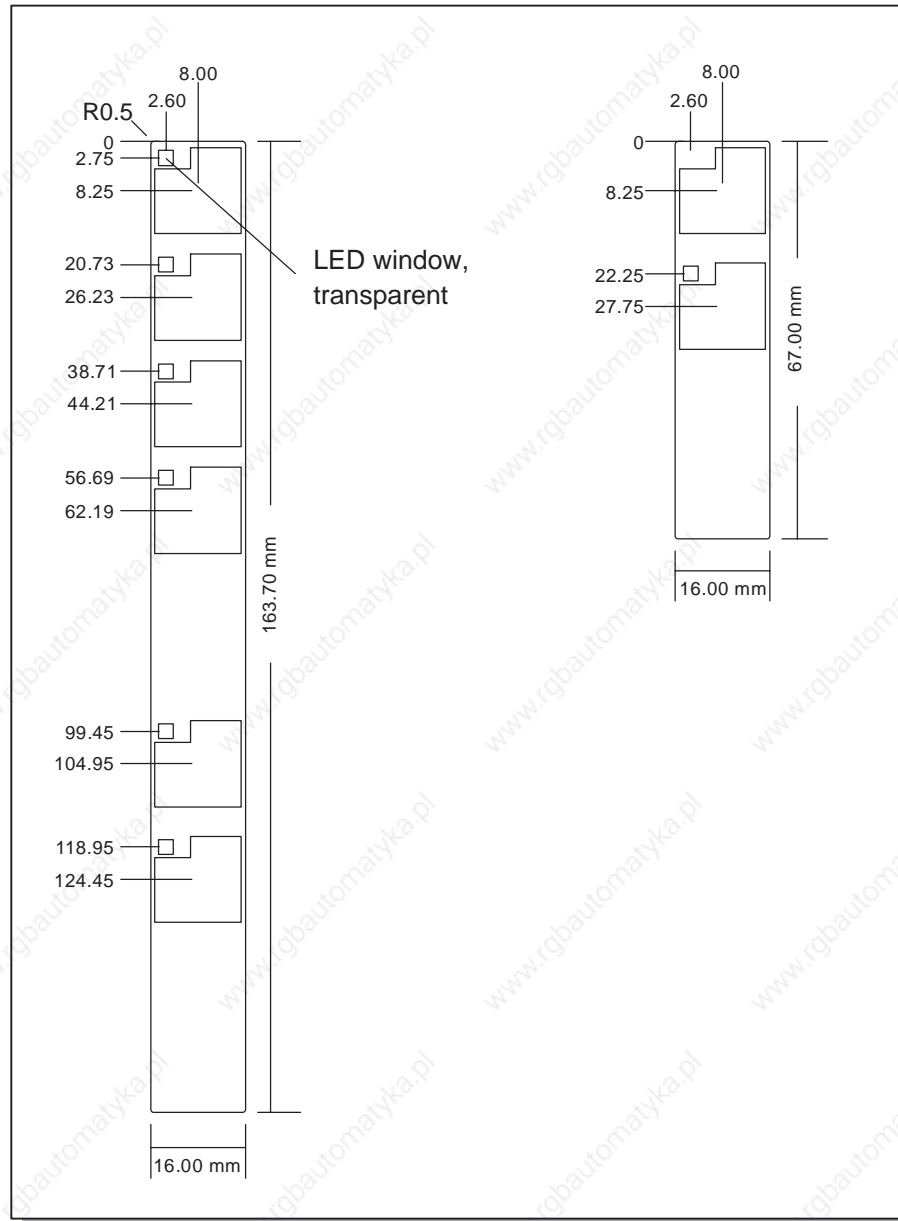 8.00
2.60
R0.5
0
2.75
8.25
LED window,
transparent
20.73
26.23
38.71
44.21
56.69
62.19
163.70 mm
99.45
104.95
118.95
124.45
16.00 mm
8.00
2.60
0
8.25
22.25
27.75
67.00 mm
16.00 mm
www.rgbautomatyka.pl